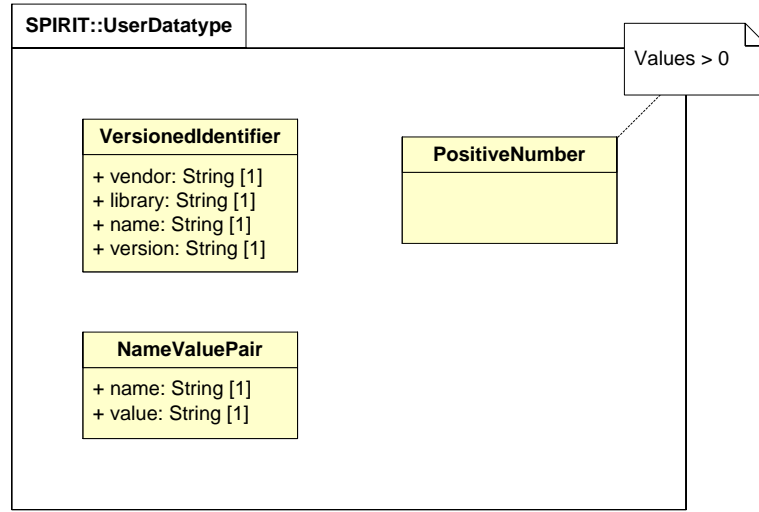 SPIRIT::UserDatatype
Values > 0
VersionedIdentifier
+ vendor: String [1]
+ library: String [1]
+ name: String [1]
+ version: String [1]
PositiveNumber
NameValuePair
+ name: String [1]
+ value: String [1]